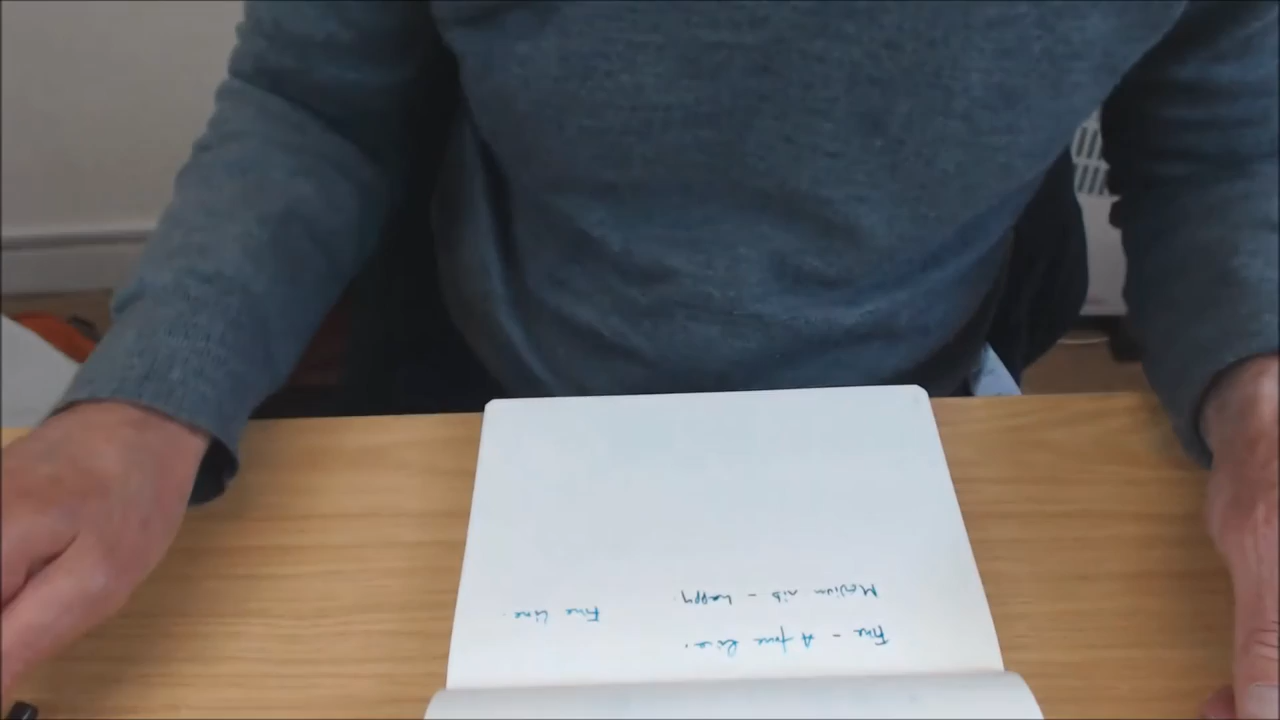 Fine - A fine line.
Medium nib - happy.
Fine line.